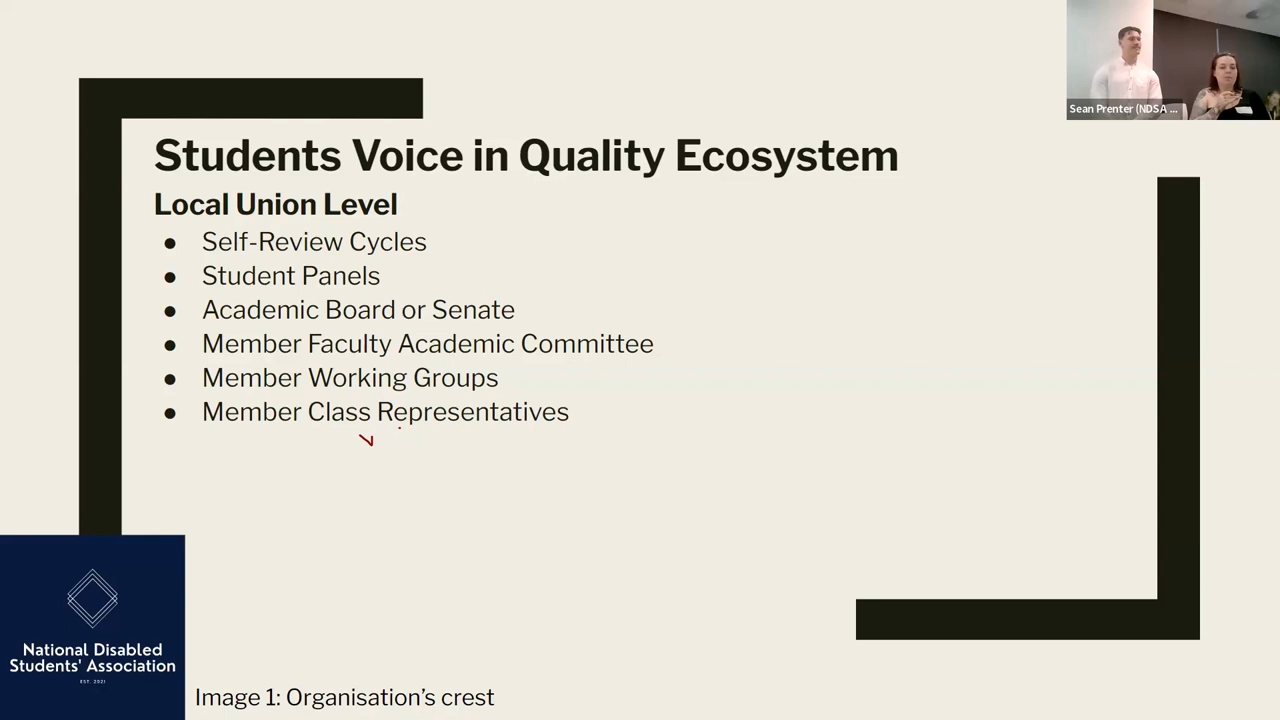 Sean Prenter (NDSA ...
Students Voice in Quality Ecosystem
Local Union Level
● Self-Review Cycles
● Student Panels
● Academic Board or Senate
● Member Faculty Academic Committee
● Member Working Groups
● Member Class Representatives
National Disabled
Students' Association
EST. 2021
Image 1: Organisation's crest